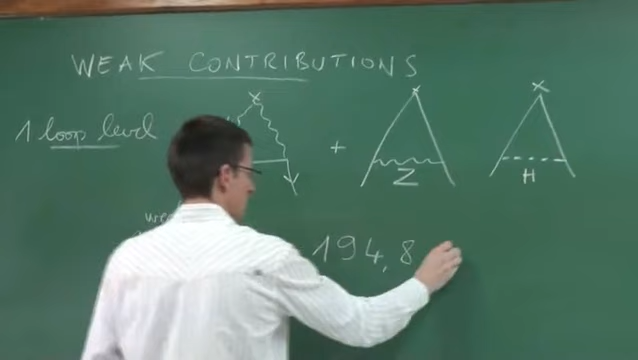 WEAK CONTRIBUTIONS
1 loop level
x + x x
Z H
194,8